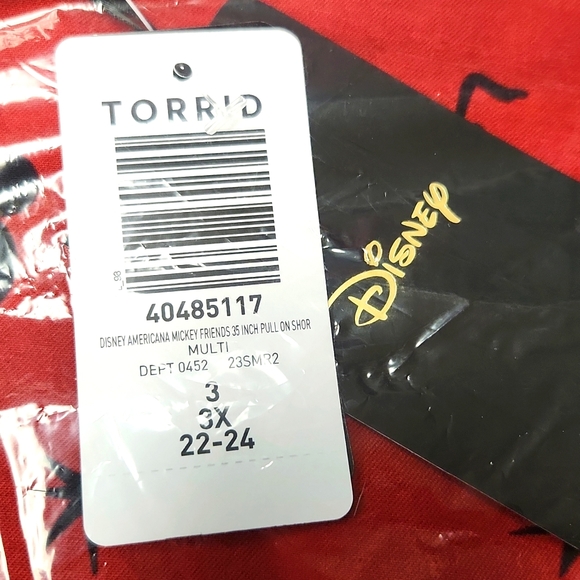 TORRID
40485117
DISNEY AMERICANA MICKEY FRIENDS 35 INCH PULL ON SHOR
MULTI
DEPT 0452 23SMR2
3
3X
22-24
DISNEY